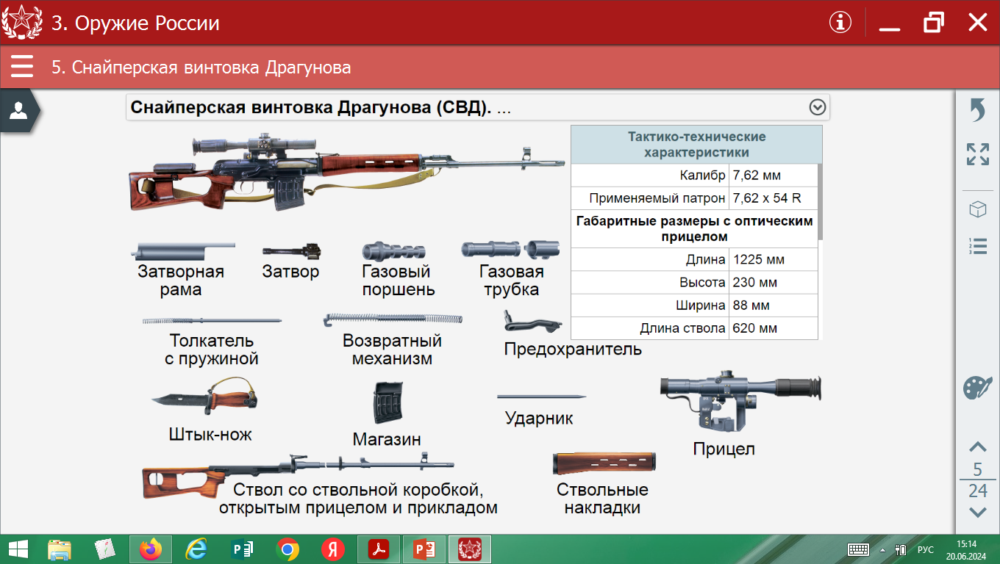 3. Оружие России
5. Снайперская винтовка Драгунова
Снайперская винтовка Драгунова (СВД). ...
Тактико-технические
характеристики
Калибр 7,62 мм
Применяемый патрон 7,62 x 54 R
Габаритные размеры с оптическим
прицелом
Длина 1225 мм
Высота 230 мм
Ширина 88 мм
Длина ствола 620 мм
Затворная
рама
Затвор
Газовый
поршень
Газовая
трубка
Толкатель
с пружиной
Возвратный
механизм
Предохранитель
Штык-нож
Магазин
Ударник
Прицел
Ствол со ствольной коробкой,
открытым прицелом и прикладом
Ствольные
накладки
1
2
3
5
24
РУС
15:14
20.06.2024